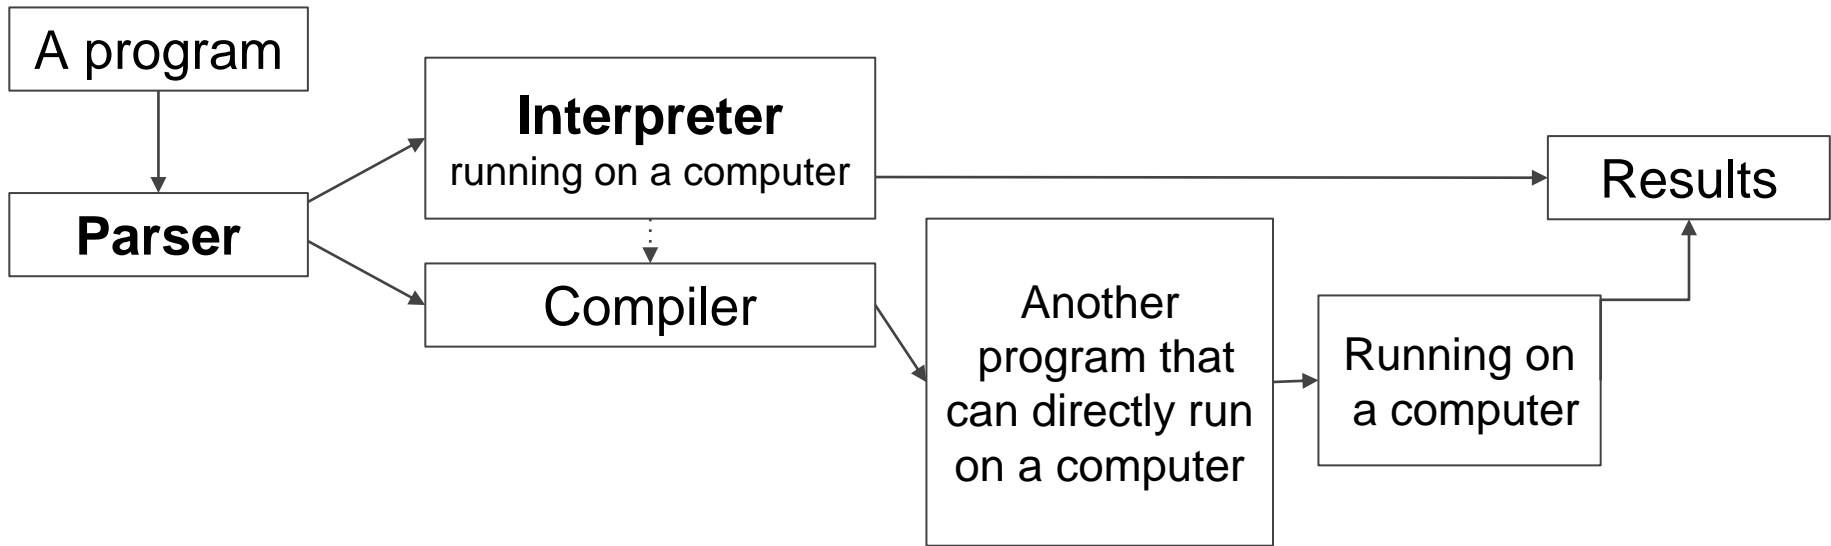 A program
Parser
Interpreter
running on a computer
Compiler
Another
program that
can directly run
on a computer
Running on
a computer
Results